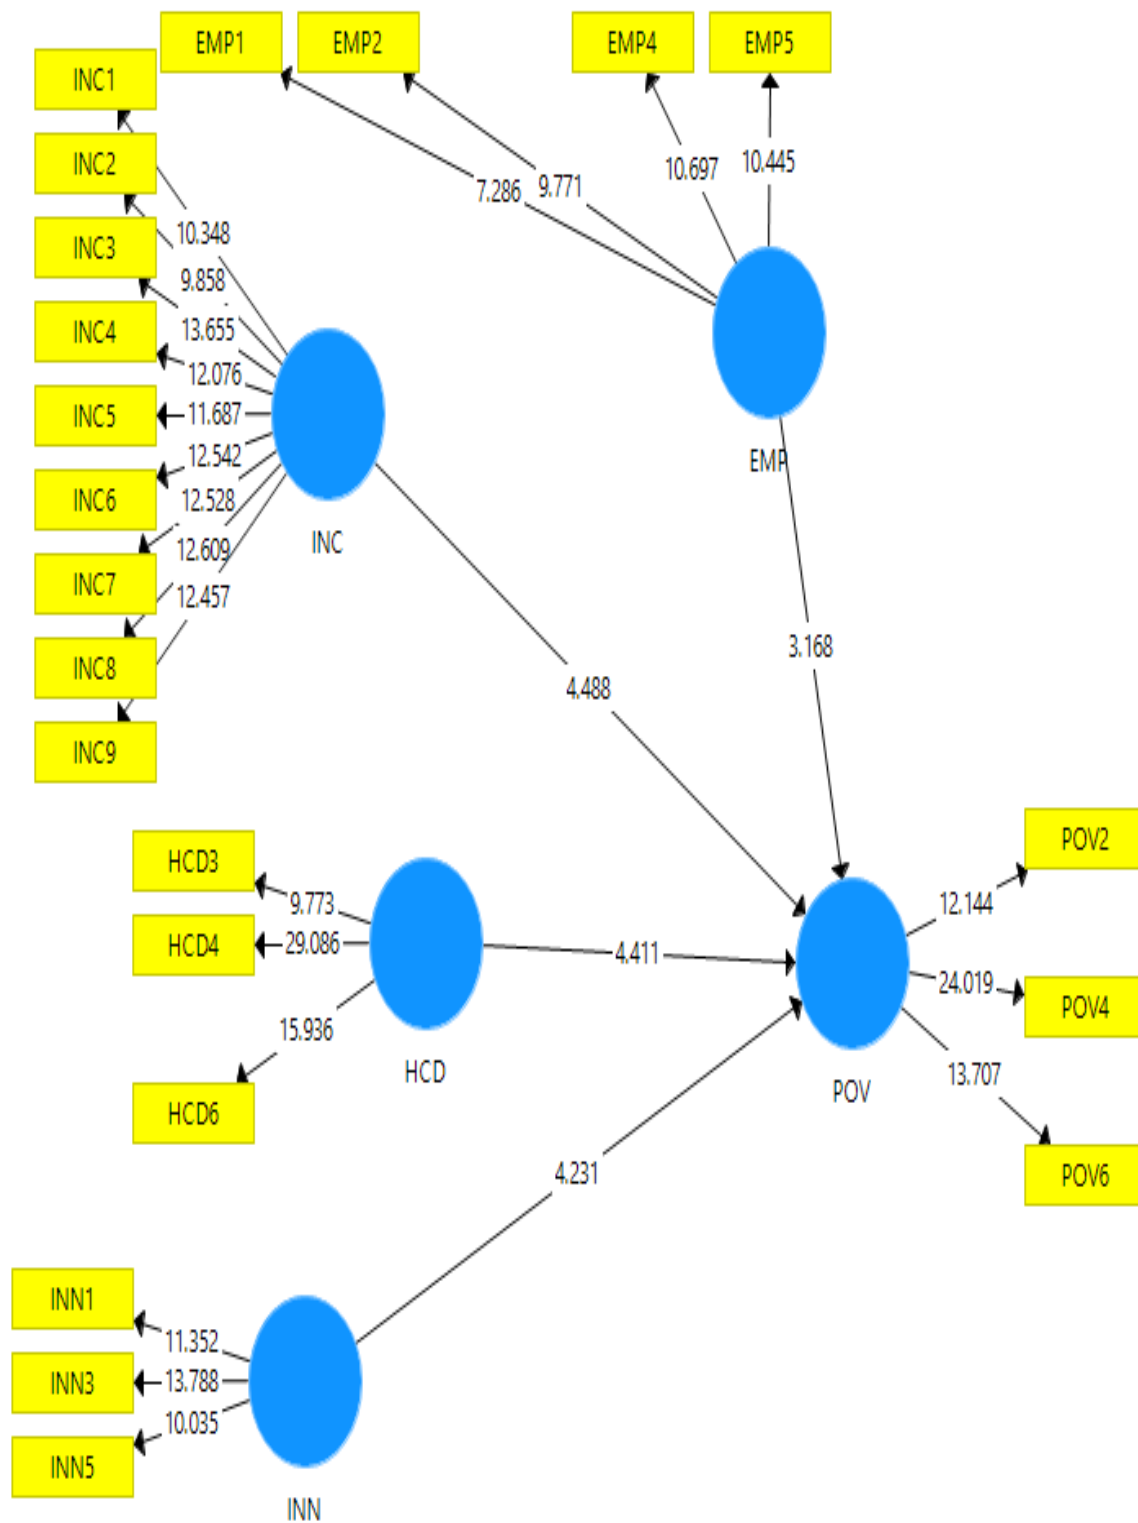 EMP1
EMP2
EMP4
EMP5
INC1
INC2
INC3
INC4
INC5
INC6
INC7
INC8
INC9
7.286
9.771
10.697
10.445
10.348
9.858
13.655
12.076
11.687
12.542
12.528
12.609
12.457
INC
EMP
4.488
3.168
HCD3
HCD4
HCD6
9.773
29.086
15.936
HCD
4.411
POV2
POV4
POV6
12.144
24.019
13.707
POV
4.231
INN1
INN3
INN5
11.352
13.788
10.035
INN